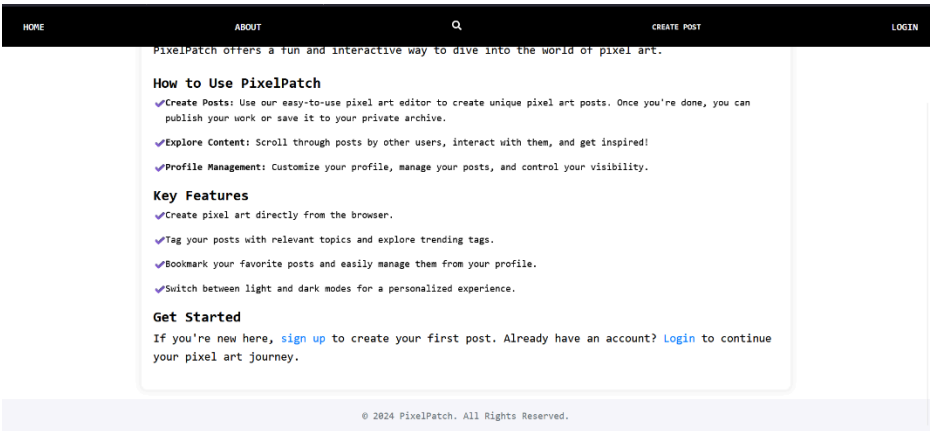 HOME ABOUT CREATE POST LOGIN
PixelPatch offers a fun and interactive way to dive into the world of pixel art.
How to Use PixelPatch
Create Posts: Use our easy-to-use pixel art editor to create unique pixel art posts. Once you're done, you can
publish your work or save it to your private archive.
Explore Content: Scroll through posts by other users, interact with them, and get inspired!
Profile Management: Customize your profile, manage your posts, and control your visibility.
Key Features
Create pixel art directly from the browser.
Tag your posts with relevant topics and explore trending tags.
Bookmark your favorite posts and easily manage them from your profile.
Switch between light and dark modes for a personalized experience.
Get Started
If you're new here, sign up to create your first post. Already have an account? Login to continue
your pixel art journey.
© 2024 PixelPatch. All Rights Reserved.